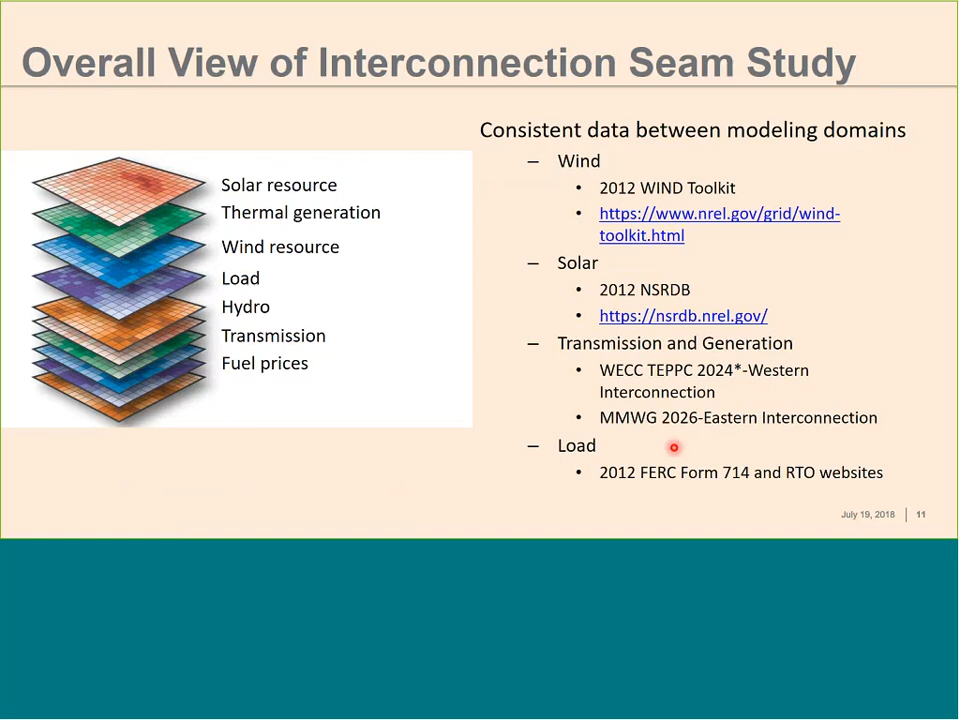 Overall View of Interconnection Seam Study
Solar resource
Thermal generation
Wind resource
Load
Hydro
Transmission
Fuel prices
Consistent data between modeling domains
– Wind
• 2012 WIND Toolkit
• https://www.nrel.gov/grid/wind-
toolkit.html
– Solar
• 2012 NSRDB
• https://nsrdb.nrel.gov/
– Transmission and Generation
• WECC TEPPC 2024*-Western
Interconnection
• MMWG 2026-Eastern Interconnection
– Load
• 2012 FERC Form 714 and RTO websites
July 19, 2018 | 11